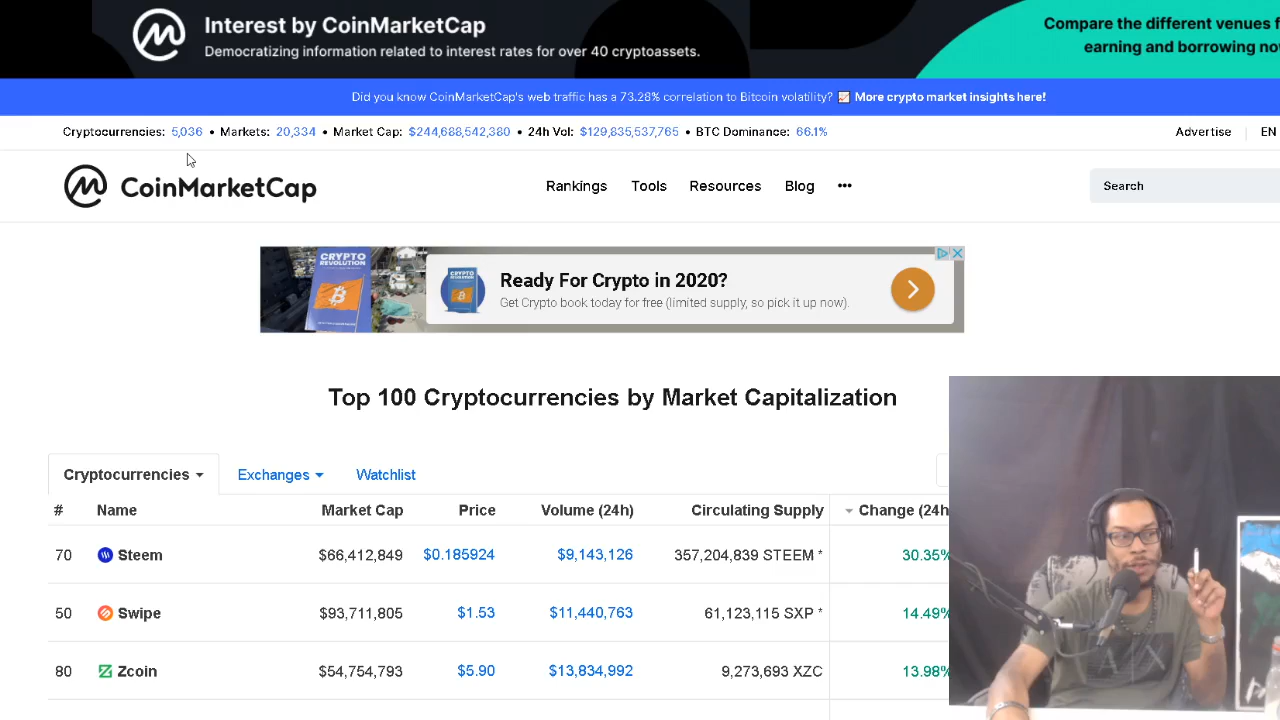 Interest by CoinMarketCap
Democratizing information related to interest rates for over 40 cryptoassets.
Compare the different venues f
earning and borrowing no
Did you know CoinMarketCap's web traffic has a 73.28% correlation to Bitcoin volatility? 📈 More crypto market insights here!
Cryptocurrencies: 5,036 • Markets: 20,334 • Market Cap: $244,688,542,380 • 24h Vol: $129,835,537,765 • BTC Dominance: 66.1%
Advertise EN
CoinMarketCap
Rankings Tools Resources Blog •••
Search
CRYPTO
REVOLUTION
Ready For Crypto in 2020?
Get Crypto book today for free (limited supply, so pick it up now).
Top 100 Cryptocurrencies by Market Capitalization
Cryptocurrencies Exchanges Watchlist
# Name Market Cap Price Volume (24h) Circulating Supply Change (24h
70 Steem $66,412,849 $0.185924 $9,143,126 357,204,839 STEEM * 30.35%
50 Swipe $93,711,805 $1.53 $11,440,763 61,123,115 SXP * 14.49%
80 Zcoin $54,754,793 $5.90 $13,834,992 9,273,693 XZC 13.98%